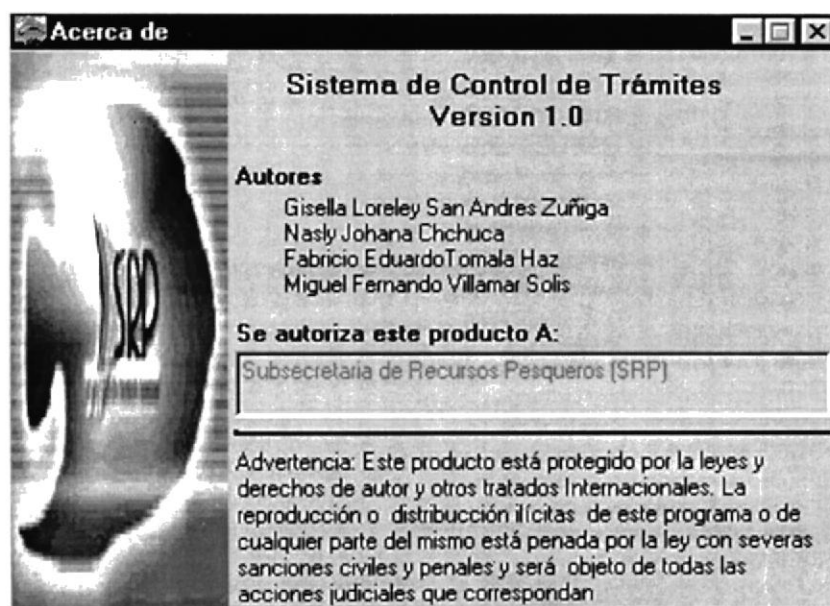 Acerca de
Sistema de Control de Trámites
Version 1.0
Autores
Gisella Loreley San Andres Zuñiga
Nasly Johana Chchuca
Fabricio EduardoTomala Haz
Miguel Fernando Villamar Solis
SRP
Se autoriza este producto A:
Subsecretaria de Recursos Pesqueros (SRP)
Advertencia: Este producto está protegido por la leyes y
derechos de autor y otros tratados Internacionales. La
reproducción o distribucción ilícitas de este programa o de
cualquier parte del mismo está penada por la ley con severas
sanciones civiles y penales y será objeto de todas las
acciones judiciales que correspondan